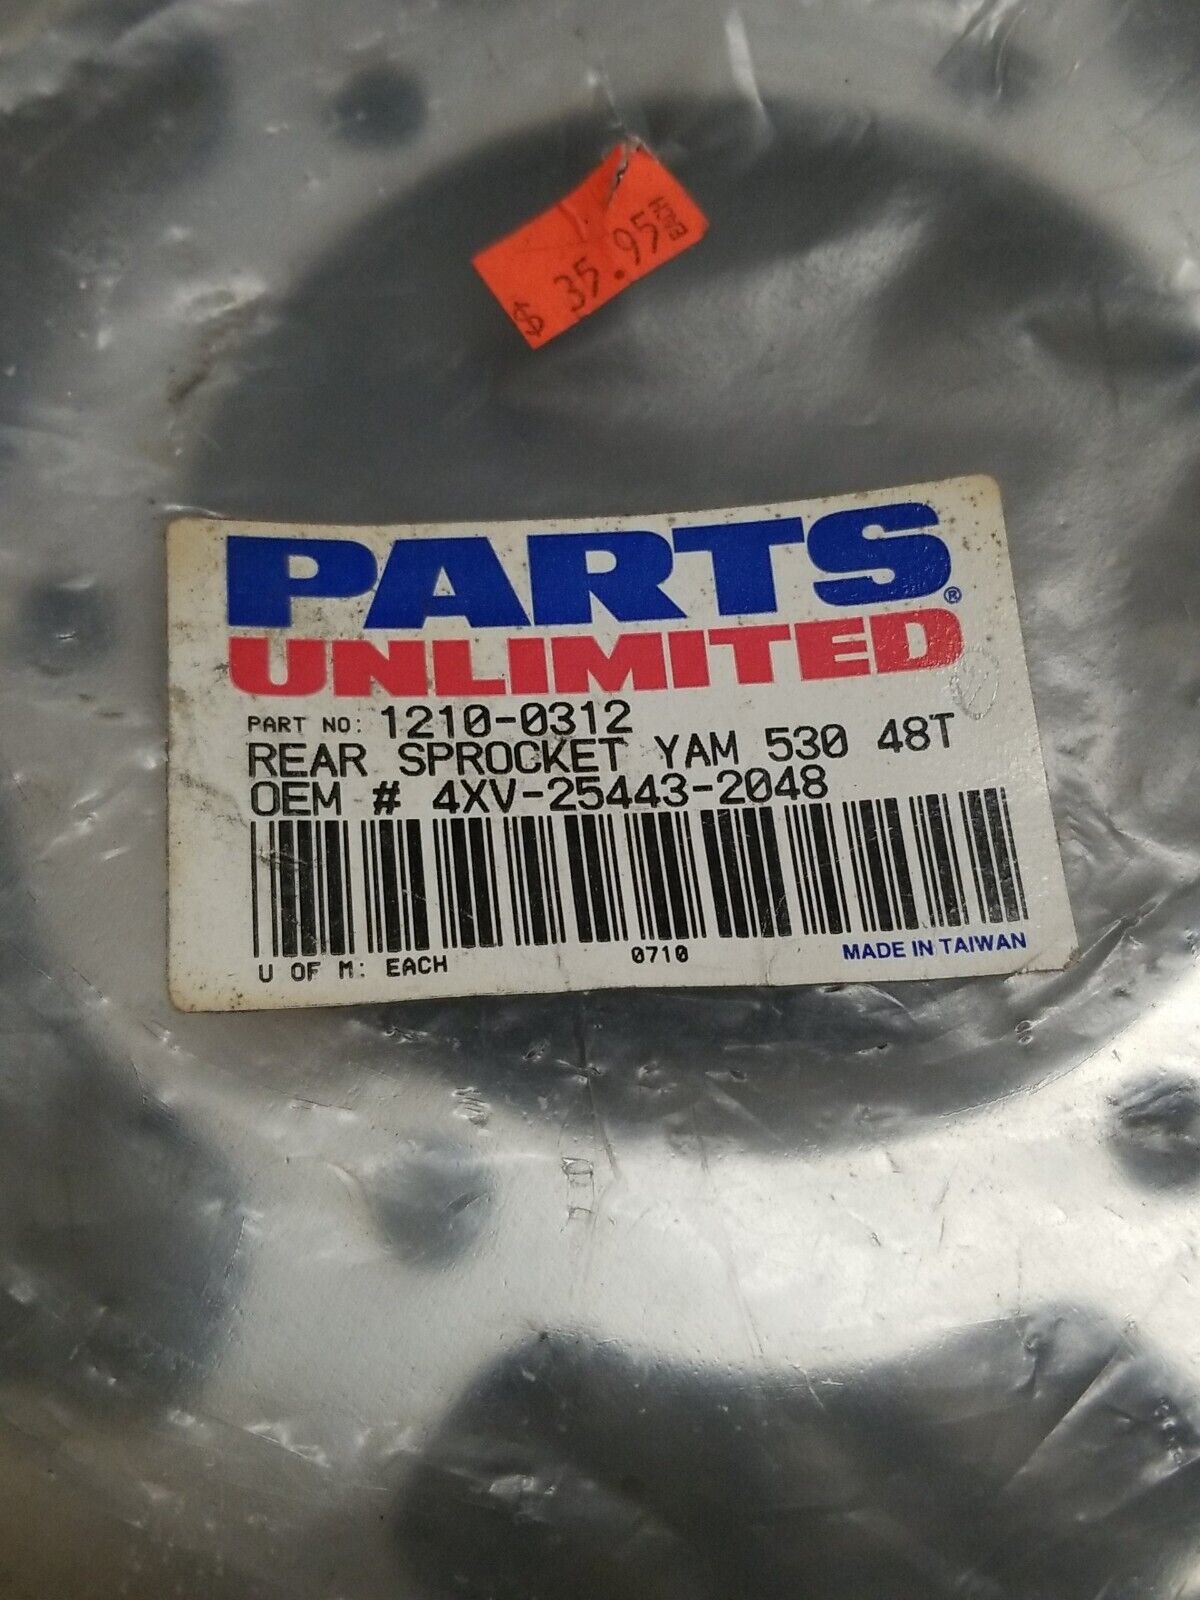 $ 35.95 EACH
PARTS
UNLIMITED®
PART NO: 1210-0312
REAR SPROCKET YAM 530 48T
OEM # 4XV-25443-2048
U OF M: EACH 0710 MADE IN TAIWAN